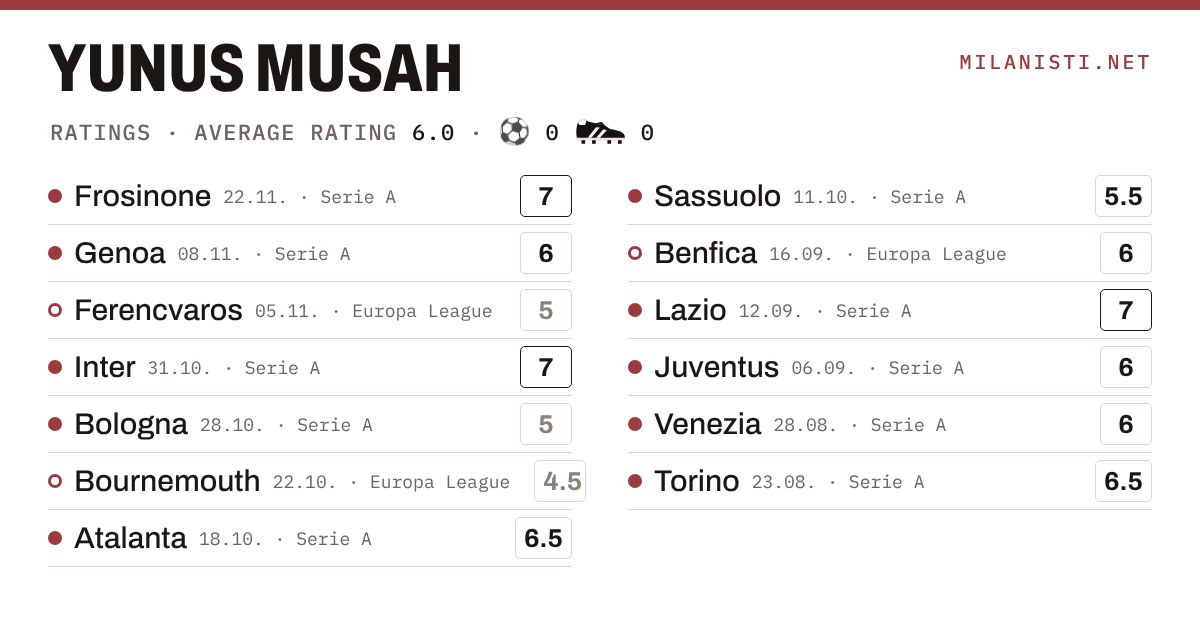 YUNUS MUSAH
MILANISTI.NET
RATINGS · AVERAGE RATING 6.0 · ⚽ 0 0
Frosinone 22.11. · Serie A 7
Genoa 08.11. · Serie A 6
Ferencvaros 05.11. · Europa League 5
Inter 31.10. · Serie A 7
Bologna 28.10. · Serie A 5
Bournemouth 22.10. · Europa League 4.5
Atalanta 18.10. · Serie A 6.5
Sassuolo 11.10. · Serie A 5.5
Benfica 16.09. · Europa League 6
Lazio 12.09. · Serie A 7
Juventus 06.09. · Serie A 6
Venezia 28.08. · Serie A 6
Torino 23.08. · Serie A 6.5